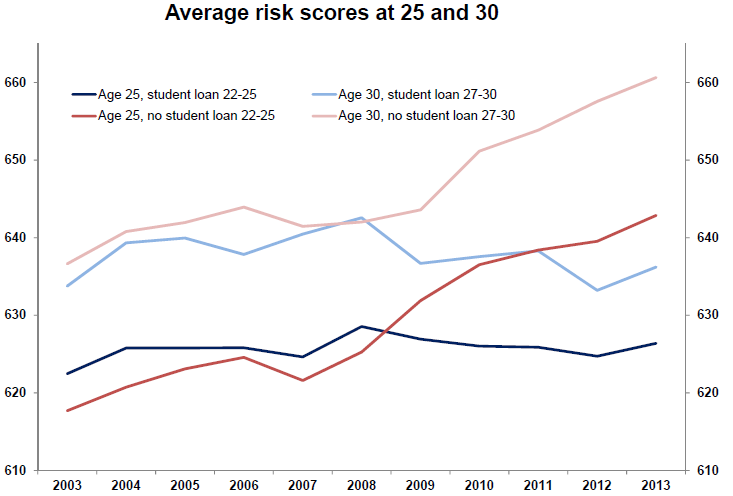 Average risk scores at 25 and 30
Age 25, student loan 22-25 Age 30, student loan 27-30
Age 25, no student loan 22-25 Age 30, no student loan 27-30
660 660
650 650
640 640
630 630
620 620
610 610
2003 2004 2005 2006 2007 2008 2009 2010 2011 2012 2013